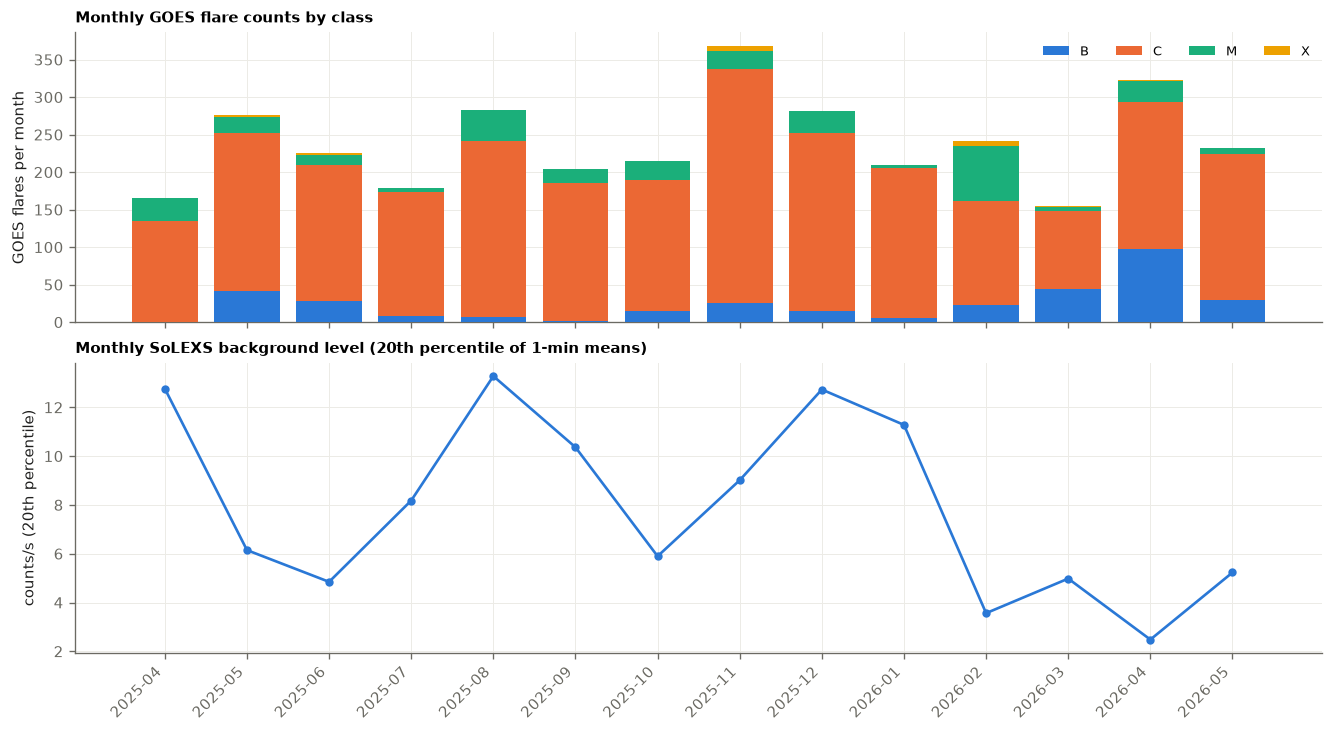 Monthly GOES flare counts by class
GOES flares per month
350
300
250
200
150
100
50
0
B C M X
Monthly SoLEXS background level (20th percentile of 1-min means)
counts/s (20th percentile)
12
10
8
6
4
2
2025-04 2025-05 2025-06 2025-07 2025-08 2025-09 2025-10 2025-11 2025-12 2026-01 2026-02 2026-03 2026-04 2026-05